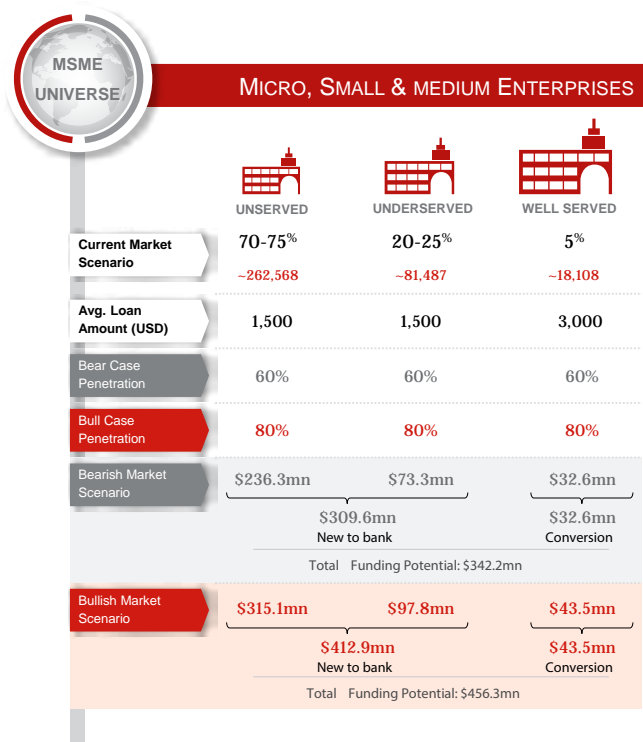 MSME
UNIVERSE
MICRO, SMALL & MEDIUM ENTERPRISES
UNSERVED UNDERSERVED WELL SERVED
Current Market
Scenario
70-75% 20-25% 5%
~262,568 ~81,487 ~18,108
Avg. Loan
Amount (USD)
1,500 1,500 3,000
Bear Case
Penetration
60% 60% 60%
Bull Case
Penetration
80% 80% 80%
Bearish Market
Scenario
$236.3mn $73.3mn $32.6mn
$309.6mn $32.6mn
New to bank Conversion
Total Funding Potential: $342.2mn
Bullish Market
Scenario
$315.1mn $97.8mn $43.5mn
$412.9mn $43.5mn
New to bank Conversion
Total Funding Potential: $456.3mn